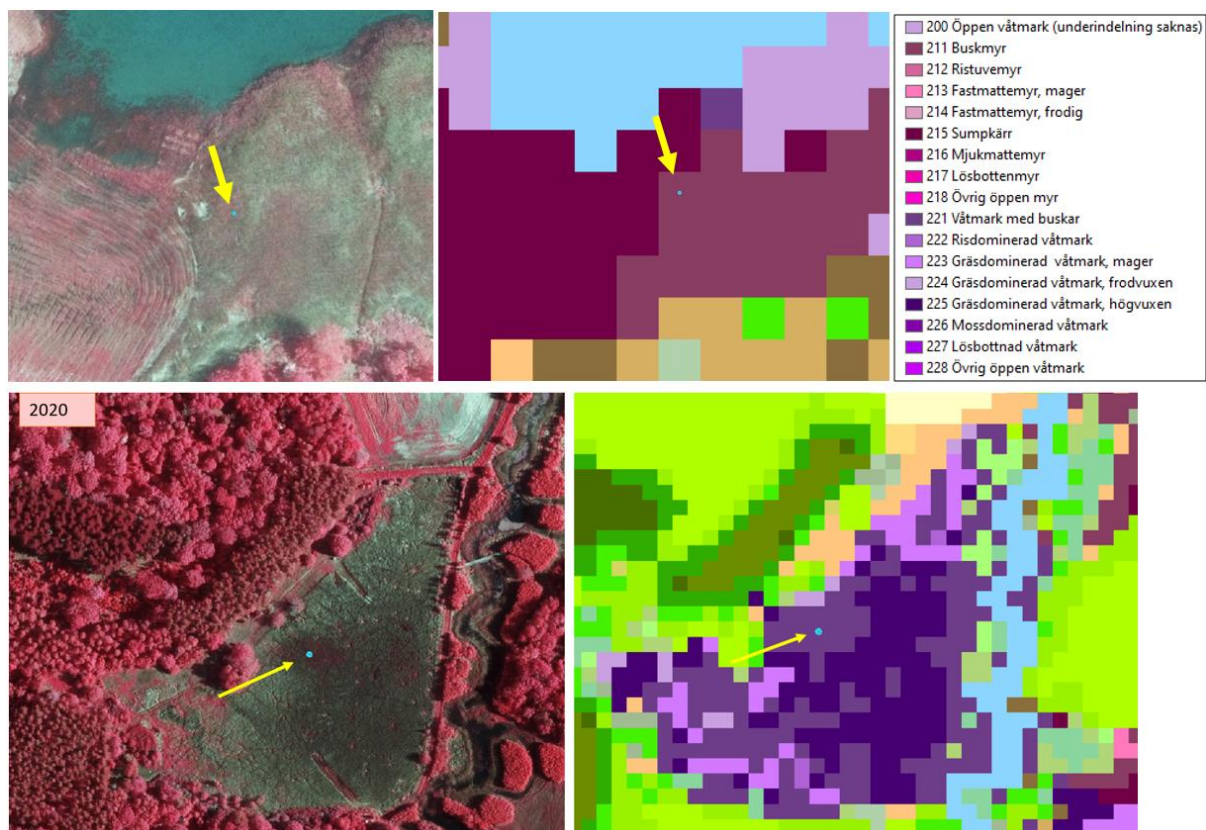 200 Öppen våtmark (underindelning saknas)
211 Buskmyr
212 Ristuvemyr
213 Fastmattemyr, mager
214 Fastmattemyr, frodig
215 Sumpkärr
216 Mjukmattemyr
217 Lösbottenmyr
218 Övrig öppen myr
221 Våtmark med buskar
222 Risdominerad våtmark
223 Gräsdominerad  våtmark, mager
224 Gräsdominerad våtmark, frodvuxen
225 Gräsdominerad våtmark, högvuxen
226 Mossdominerad våtmark
227 Lösbottnad våtmark
228 Övrig öppen våtmark
2020